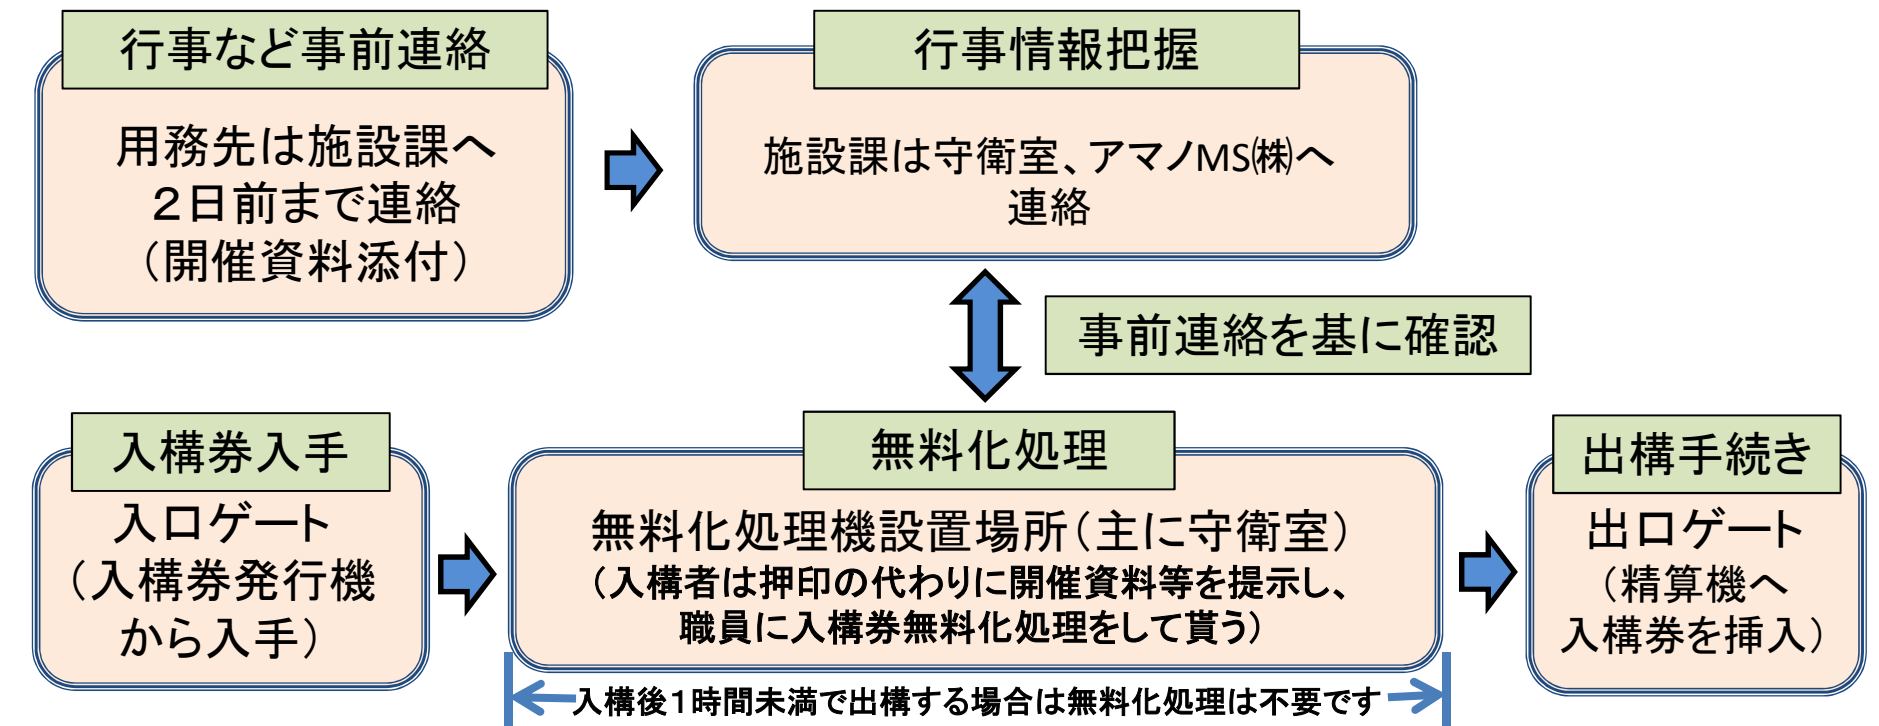 行事など事前連絡
用務先は施設課へ
２日前まで連絡
（開催資料添付）
行事情報把握
施設課は守衛室、アマノMS㈱へ
連絡
事前連絡を基に確認
入構券入手
入口ゲート
（入構券発行機
から入手）
無料化処理
無料化処理機設置場所（主に守衛室）
（入構者は押印の代わりに開催資料等を提示し、
職員に入構券無料化処理をして貰う）
入構後１時間未満で出構する場合は無料化処理は不要です
出構手続き
出口ゲート
（精算機へ
入構券を挿入）